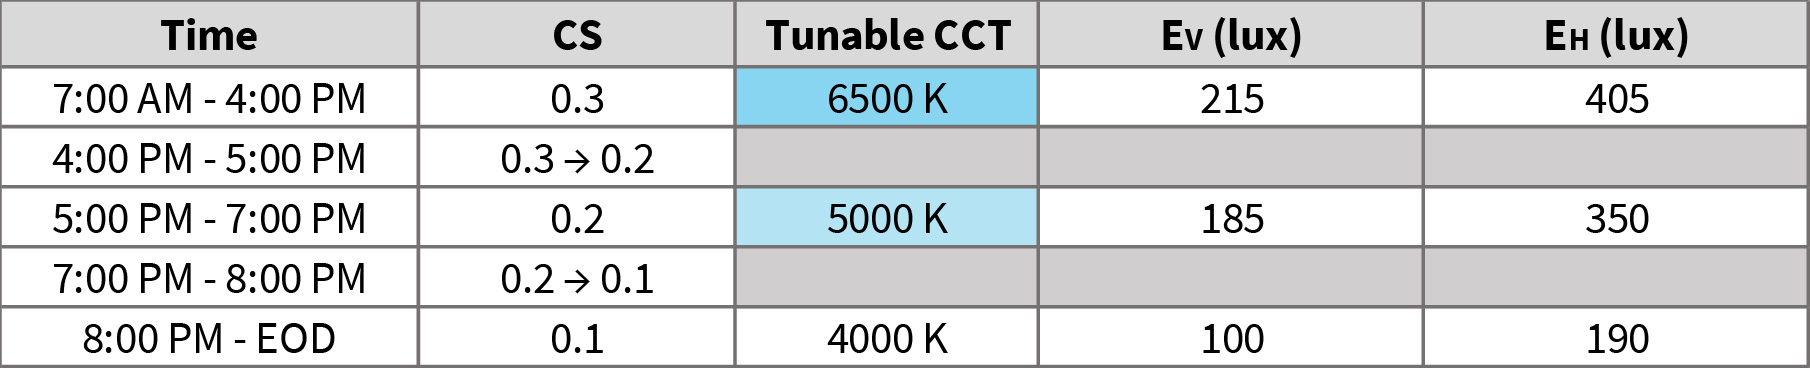 Time CS Tunable CCT EV (lux) EH (lux)
7:00 AM - 4:00 PM 0.3 6500 K 215 405
4:00 PM - 5:00 PM 0.3 → 0.2
5:00 PM - 7:00 PM 0.2 5000 K 185 350
7:00 PM - 8:00 PM 0.2 → 0.1
8:00 PM - EOD 0.1 4000 K 100 190